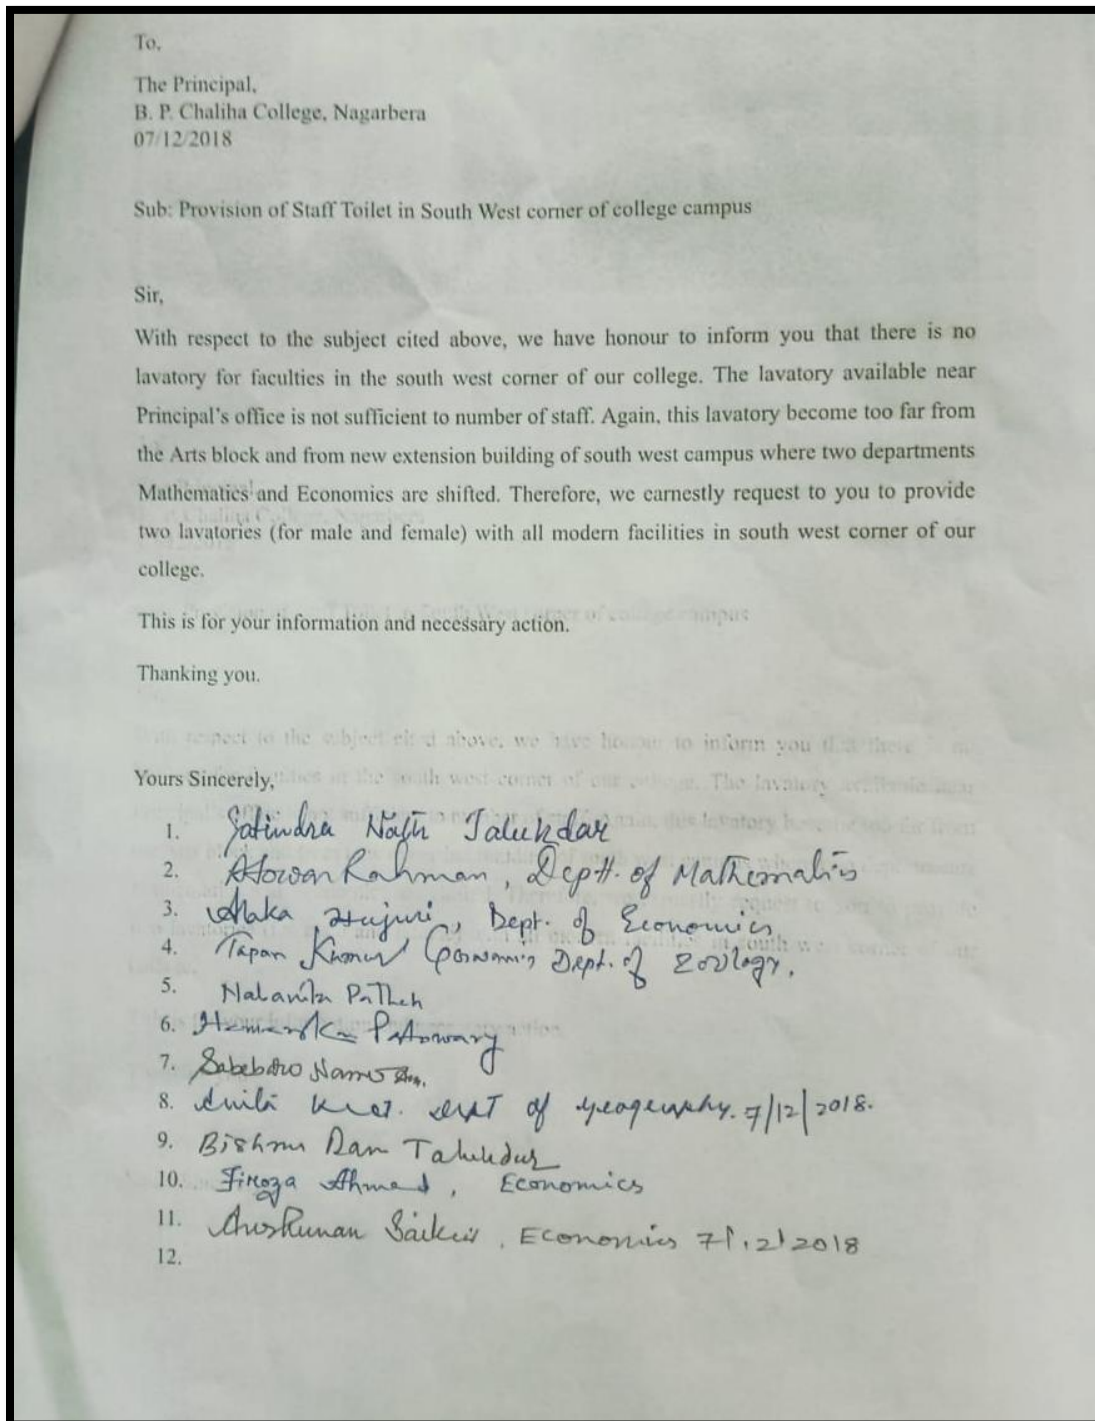 To,
The Principal,
B. P. Chaliha College, Nagarbera
07/12/2018
Sub: Provision of Staff Toilet in South West corner of college campus
Sir,
With respect to the subject cited above, we have honour to inform you that there is no
lavatory for faculties in the south west corner of our college. The lavatory available near
Principal's office is not sufficient to number of staff. Again, this lavatory become too far from
the Arts block and from new extension building of south west campus where two departments
Mathematics and Economics are shifted. Therefore, we earnestly request to you to provide
two lavatories (for male and female) with all modern facilities in south west corner of our
college.
This is for your information and necessary action.
Thanking you.
Yours Sincerely,
1. Jatindra Nath Talukdar
2. Rahman, Deptt. of Mathematics
3. Alaka Hujuri, Dept. of Economics
4. Tapan Kumar Goswami, Dept. of Zoology.
5.
6. Patowary
7.
8. dept of geography. 7/12/2018.
9. Bishnu Ram Talukdar
10. Firoza Ahmed, Economics
11. Saikia, Economics 7/12/2018
12.